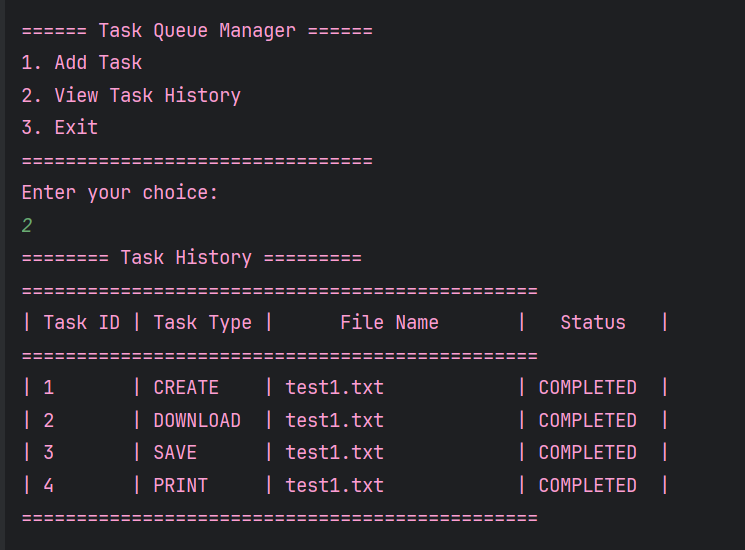 ====== Task Queue Manager ======
1. Add Task
2. View Task History
3. Exit
================================
Enter your choice:
2
======== Task History =========
===============================================
| Task ID | Task Type |      File Name       |   Status   |
===============================================
| 1       | CREATE    | test1.txt            | COMPLETED  |
| 2       | DOWNLOAD  | test1.txt            | COMPLETED  |
| 3       | SAVE      | test1.txt            | COMPLETED  |
| 4       | PRINT     | test1.txt            | COMPLETED  |
===============================================